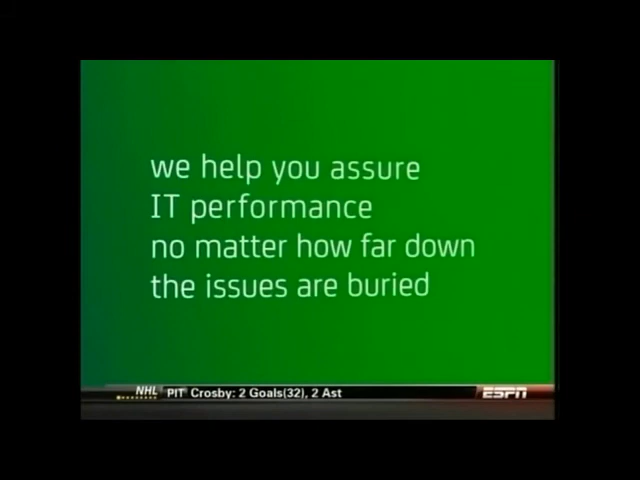 we help you assure
IT performance
no matter how far down
the issues are buried
NHL PIT Crosby: 2 Goals(32), 2 Ast ESPN